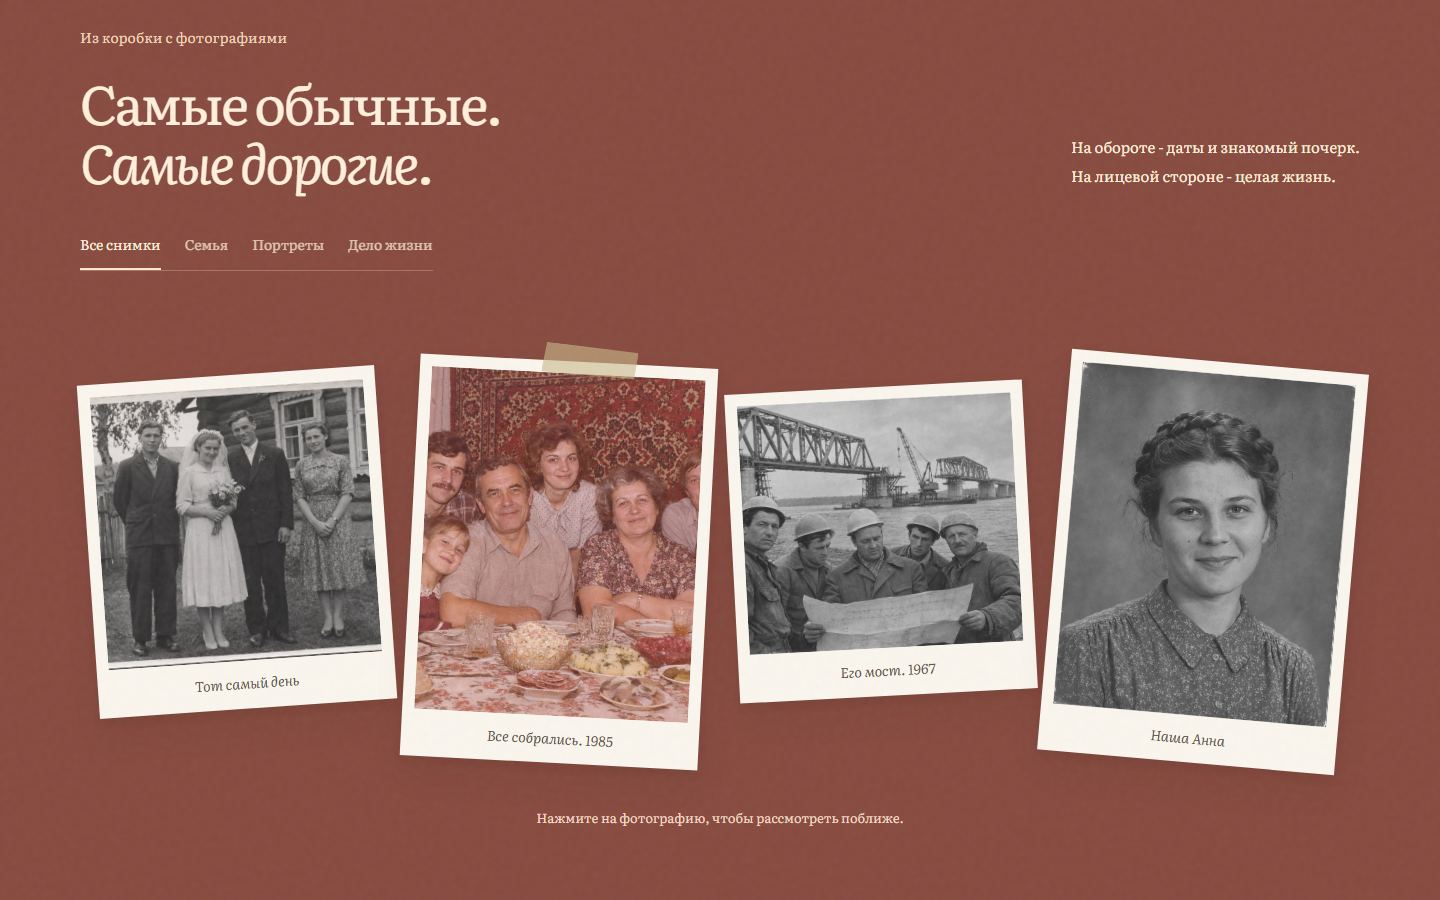 Из коробки с фотографиями
Самые обычные.
Самые дорогие.
На обороте - даты и знакомый почерк.
На лицевой стороне - целая жизнь.
Все снимки Семья Портреты Дело жизни
Тот самый день
Все собрались. 1985
Его мост. 1967
Наша Анна
Нажмите на фотографию, чтобы рассмотреть поближе.